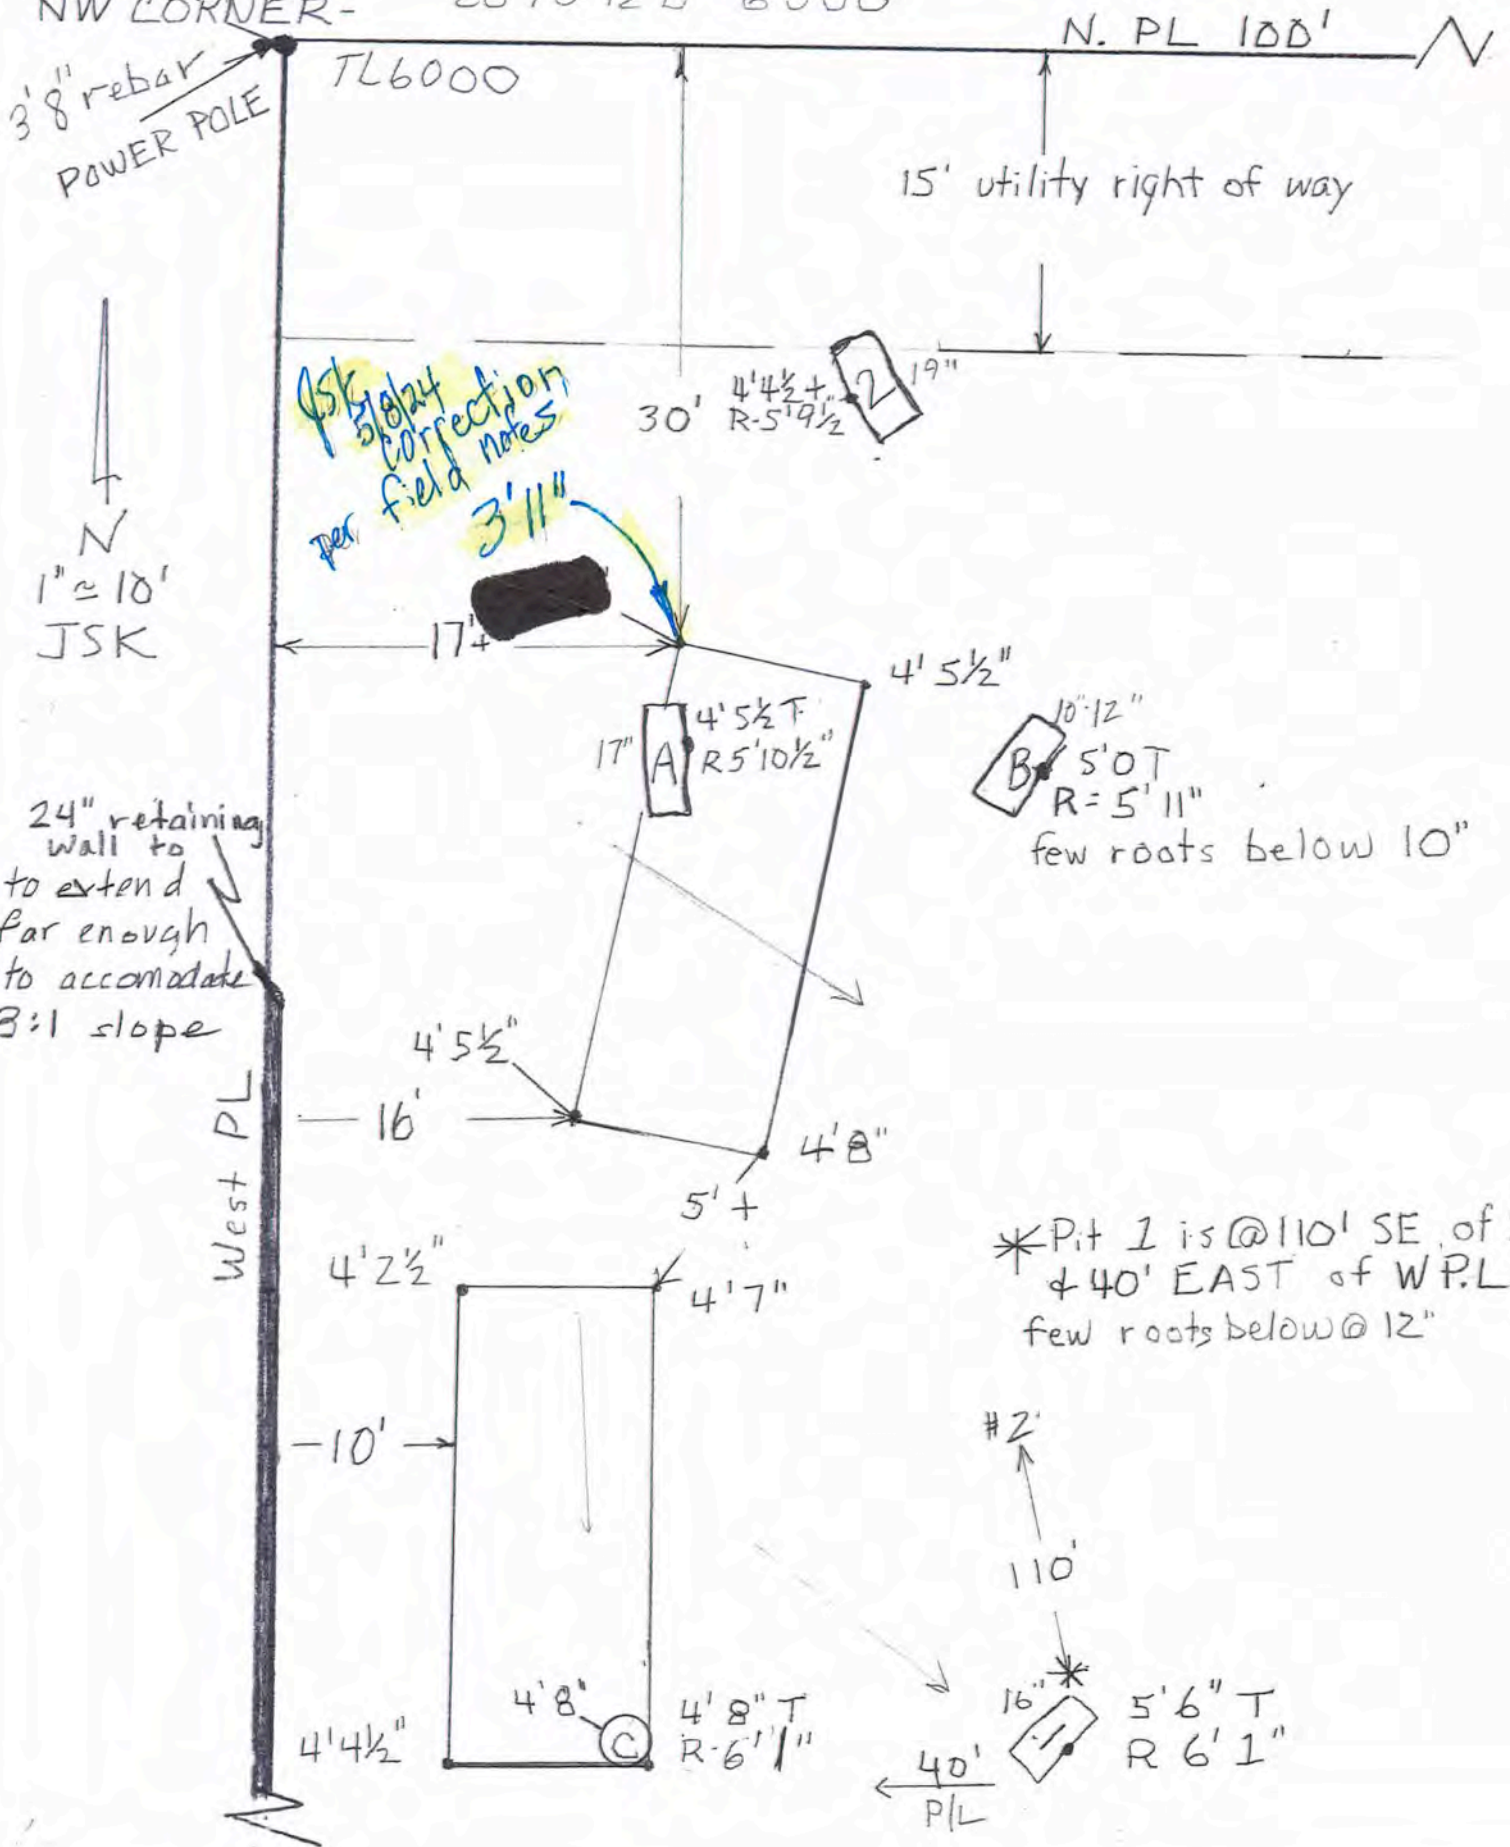 NW CORNER-
N. PL 100'
3'8" rebar
POWER POLE
TL6000
15' utility right of way
JSK
5/8/24
correction
per field notes
3'11"
30'
4'4½+
R-5'9½"
2
19"
N
1"≃10'
JSK
17'+
4'5½"
17"
A
4'5½T
R5'10½"
10"-12"
B
5'0T
R=5'11"
few roots below 10"
24" retaining
wall to
to extend
far enough
to accomodate
3:1 slope
4'5½"
16'
4'8"
5'+
West PL
4'2½"
4'7"
*Pit 1 is @110' SE of
& 40' EAST of W P.L
few roots below @ 12"
10'
#2
110'
*
16"
1
5'6" T
R 6'1"
4'8"
C
4'8" T
R-6'1"
4'4½"
40'
P/L